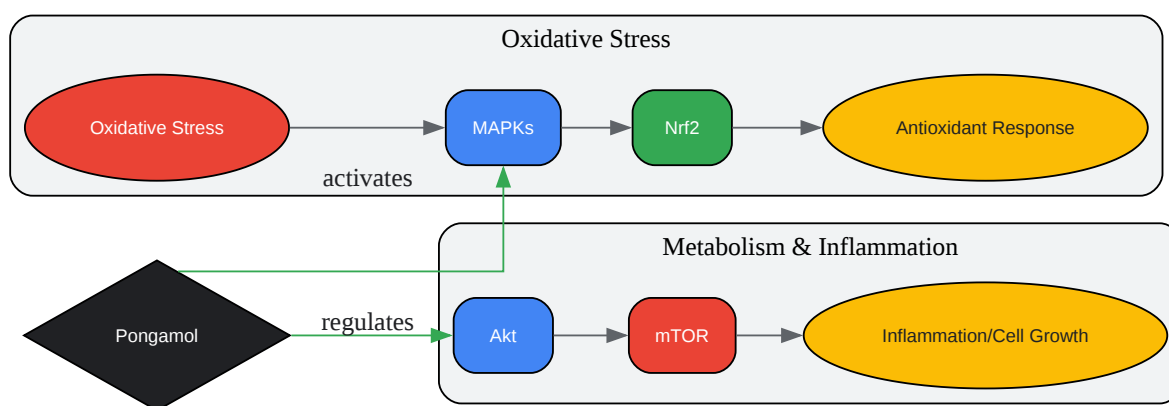 Oxidative Stress
Oxidative Stress
MAPKs
Nrf2
Antioxidant Response
activates
Metabolism & Inflammation
Pongamol
regulates
Akt
mTOR
Inflammation/Cell Growth